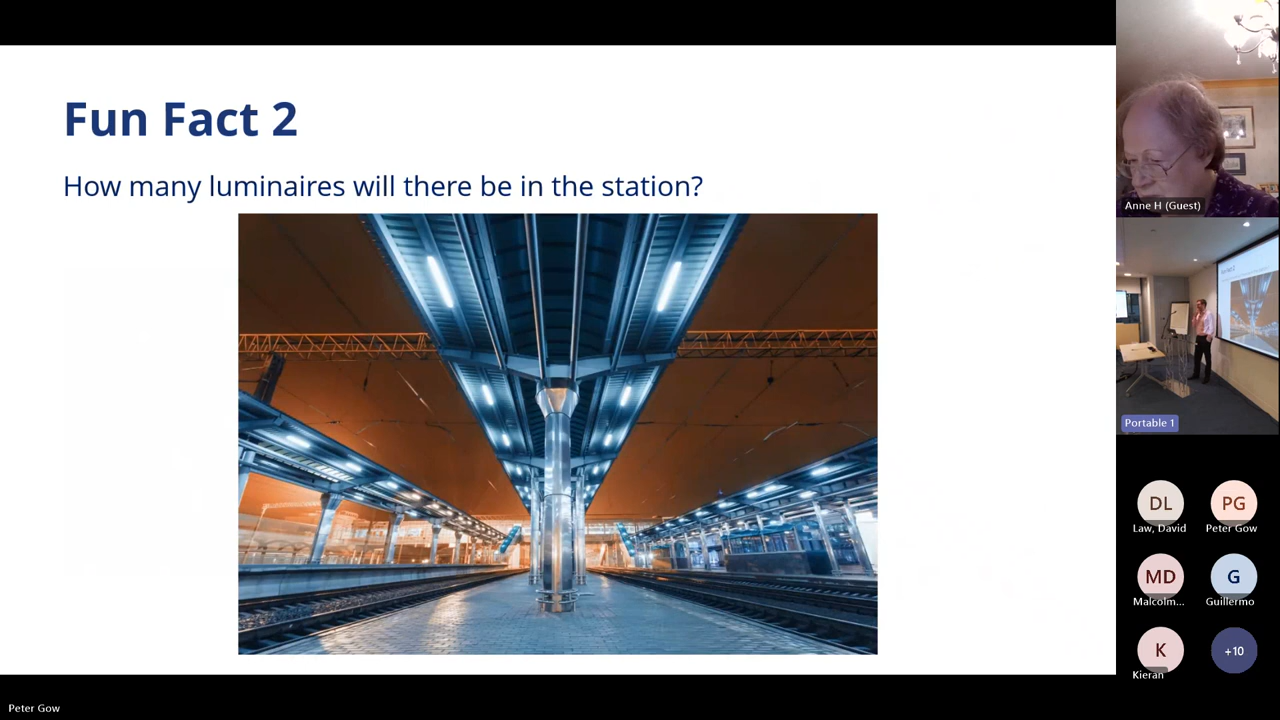 Fun Fact 2
How many luminaires will there be in the station?
Anne H (Guest)
Portable 1
DL
PG
Law, David
Peter Gow
MD
G
Malcolm...
Guillermo
K
+10
Kieran
Peter Gow